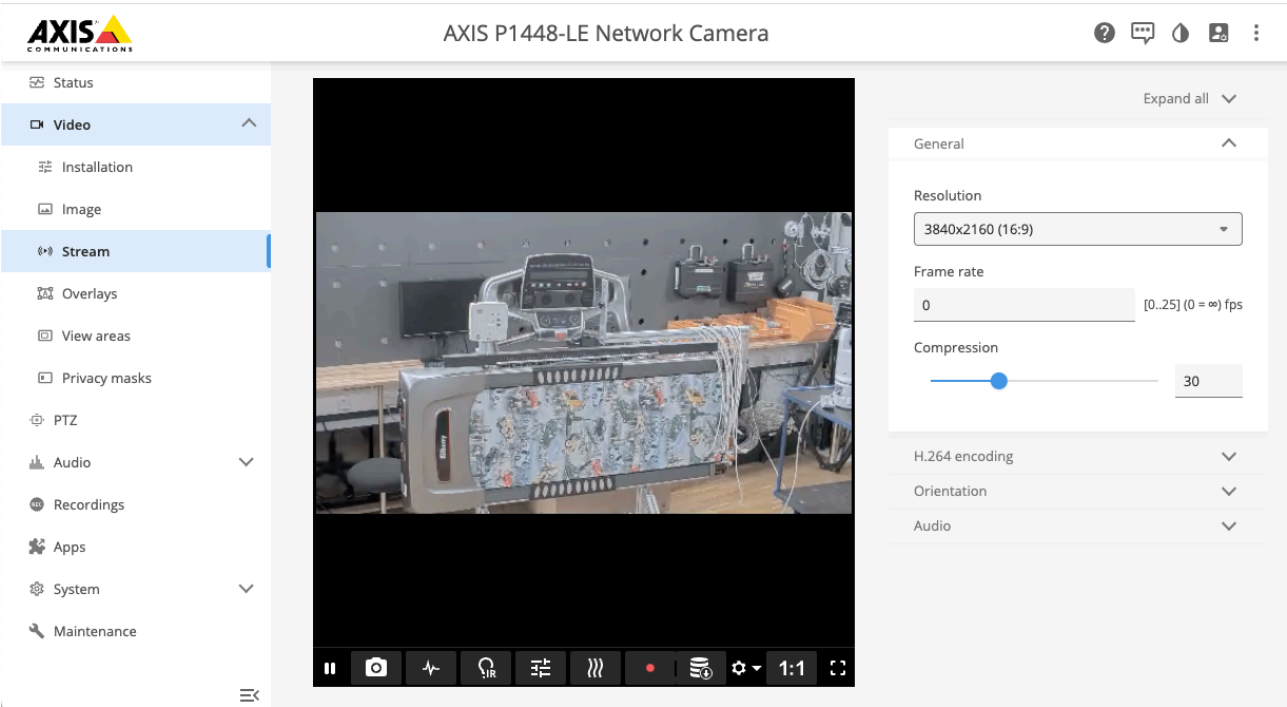 AXIS
COMMUNICATIONS
AXIS P1448-LE Network Camera
Status
Video
Installation
Image
Stream
Overlays
View areas
Privacy masks
PTZ
Audio
Recordings
Apps
System
Maintenance
IR
1:1
Expand all
General
Resolution
3840x2160 (16:9)
Frame rate
0
[0..25] (0 = ∞) fps
Compression
30
H.264 encoding
Orientation
Audio